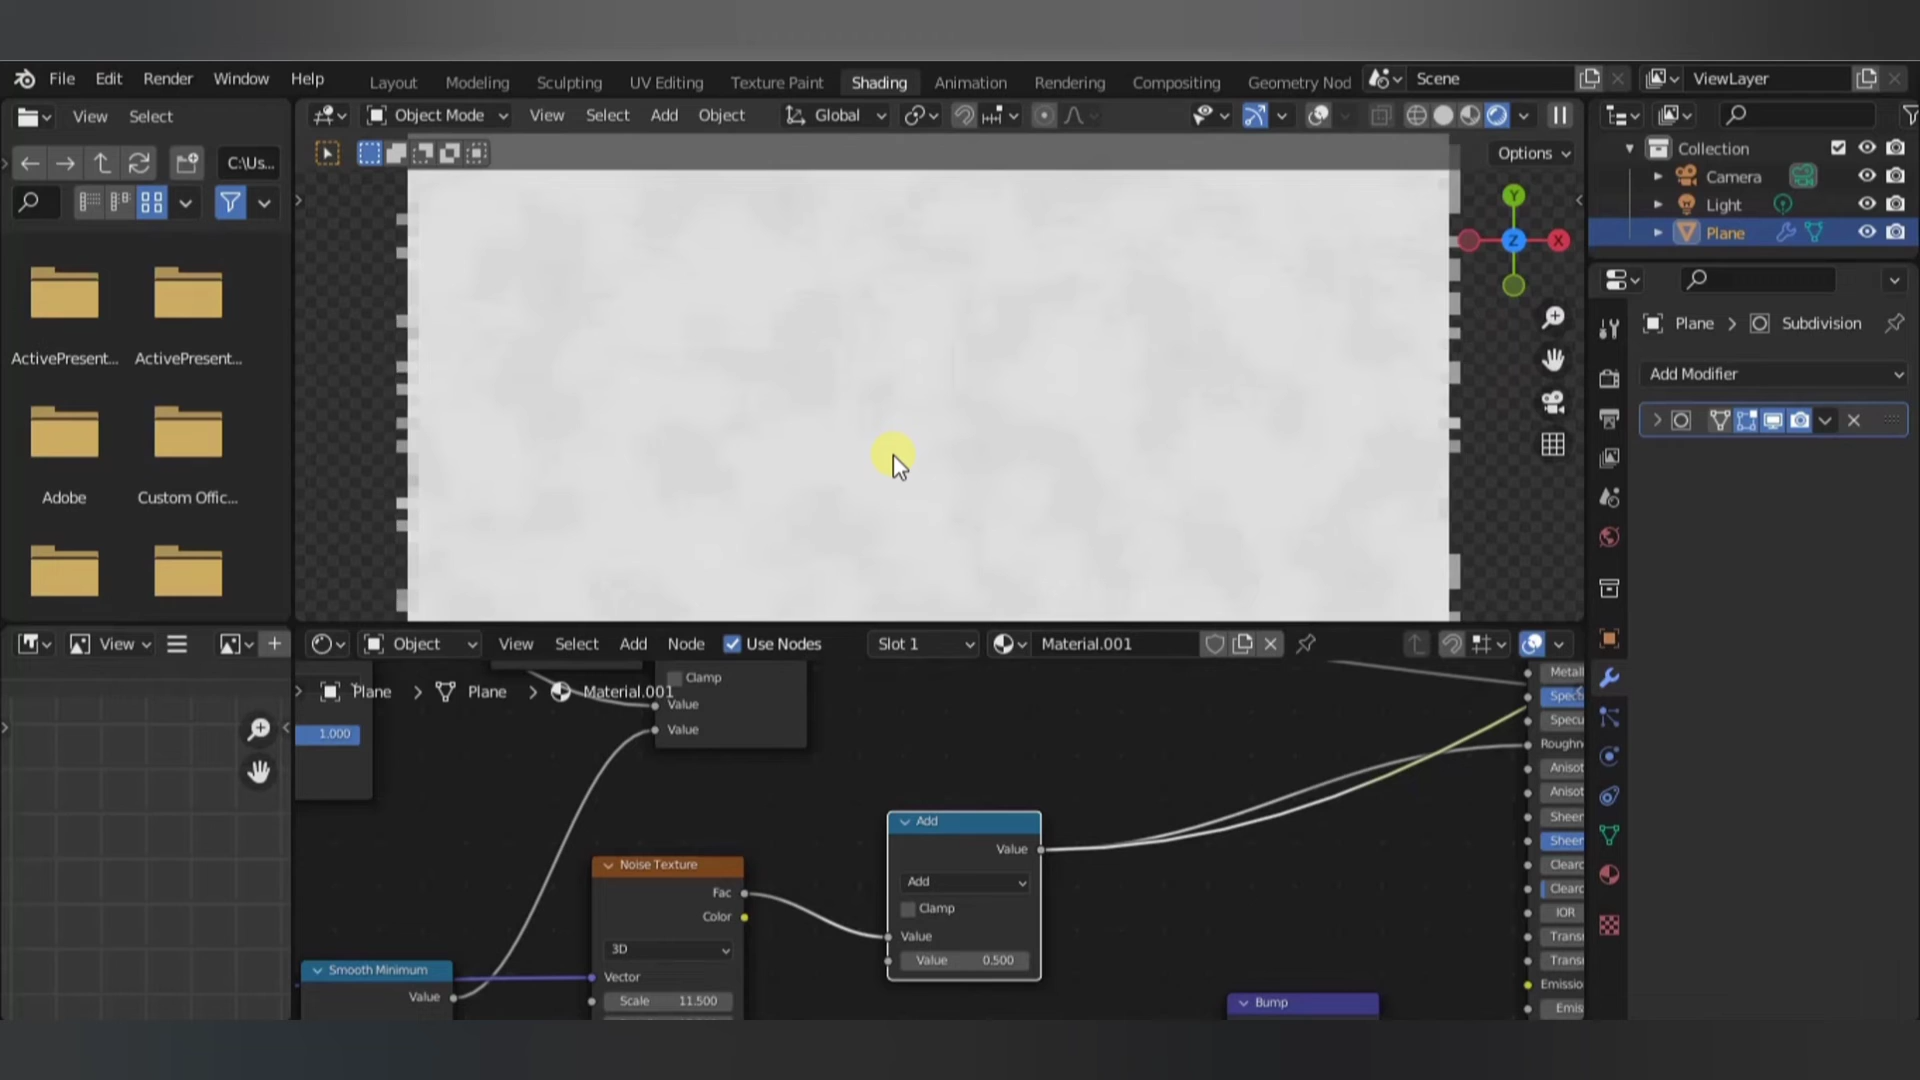 File Edit Render Window Help
Layout Modeling Sculpting UV Editing Texture Paint Shading Animation Rendering Compositing Geometry Nod
Scene
ViewLayer
View Select
Object Mode View Select Add Object Global
C:\Us...
Options
Y
X
Z
Collection
Camera
Light
Plane
Plane > Subdivision
Add Modifier
ActivePresent... ActivePresent...
Adobe Custom Offic...
View
Object View Select Add Node Use Nodes Slot 1 Material.001
Plane > Plane > Material.001
Clamp
Value
Value
1.000
Add
Value
Add
Clamp
Value
Value 0.500
Noise Texture
Fac
Color
3D
Vector
Scale 11.500
Smooth Minimum
Value
Bump
Metall
Spec
Specu
Roughn
Anisot
Anisot
Sheer
Sheer
Clearc
Clearc
IOR
Trans
Trans
Emissio
Emis